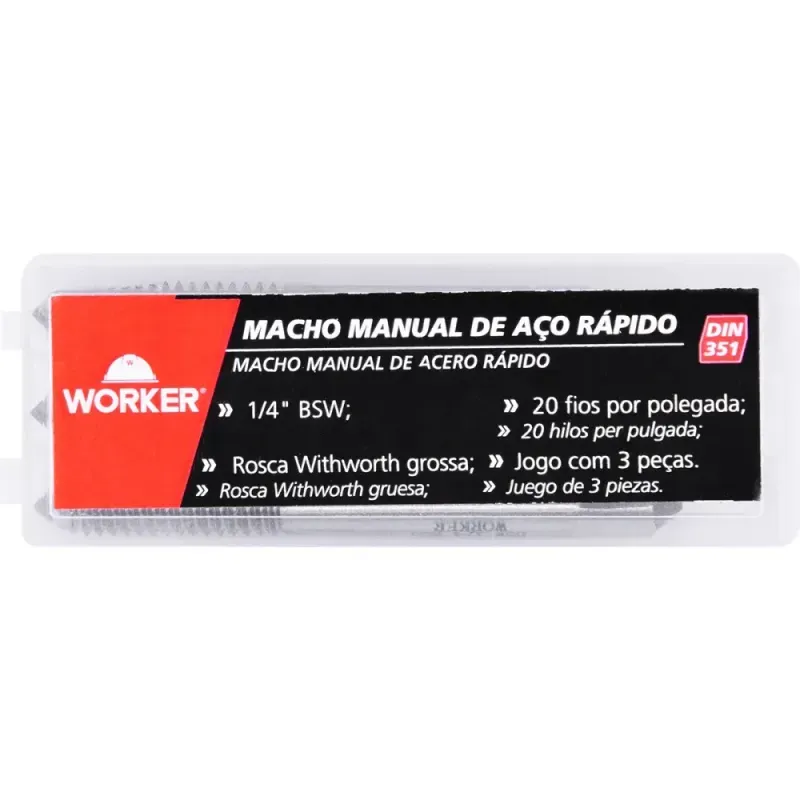 MACHO MANUAL DE AÇO RÁPIDO
DIN
351
MACHO MANUAL DE ACERO RÁPIDO
W
WORKER®
» 1/4" BSW;
» 20 fios por polegada;
» 20 hilos per pulgada;
» Rosca Withworth grossa;
» Jogo com 3 peças.
» Rosca Withworth gruesa;
» Juego de 3 piezas.
WORKER